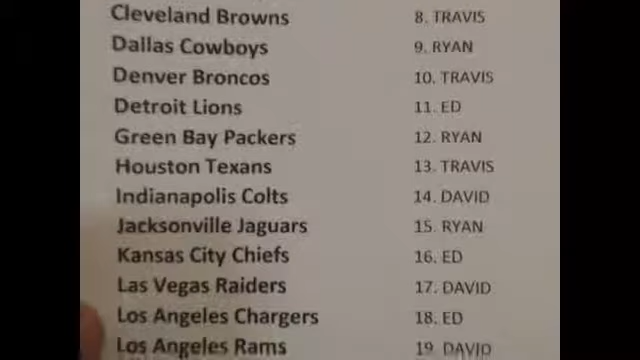 Cleveland Browns 8. TRAVIS
Dallas Cowboys 9. RYAN
Denver Broncos 10. TRAVIS
Detroit Lions 11. ED
Green Bay Packers 12. RYAN
Houston Texans 13. TRAVIS
Indianapolis Colts 14. DAVID
Jacksonville Jaguars 15. RYAN
Kansas City Chiefs 16. ED
Las Vegas Raiders 17. DAVID
Los Angeles Chargers 18. ED
Los Angeles Rams 19. DAVID